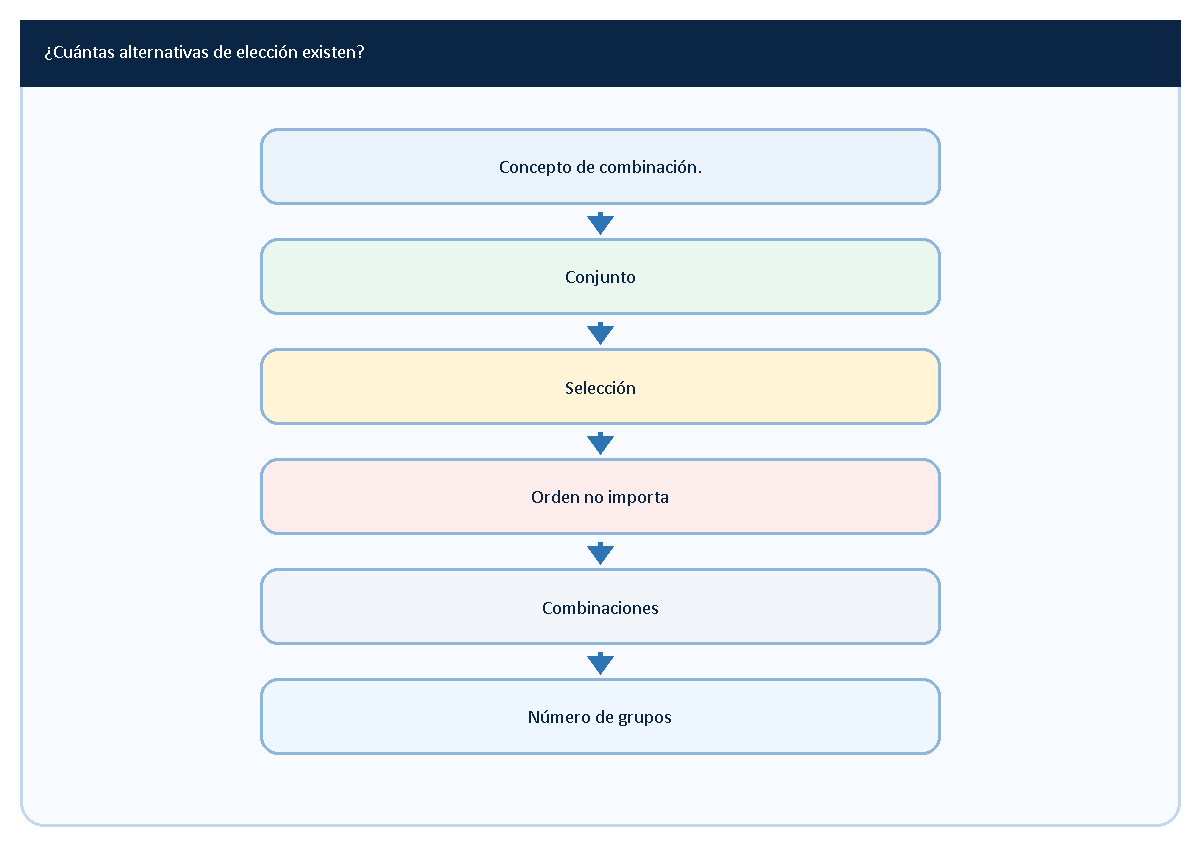 ¿Cuántas alternativas de elección existen?
Concepto de combinación.
Conjunto
Selección
Orden no importa
Combinaciones
Número de grupos